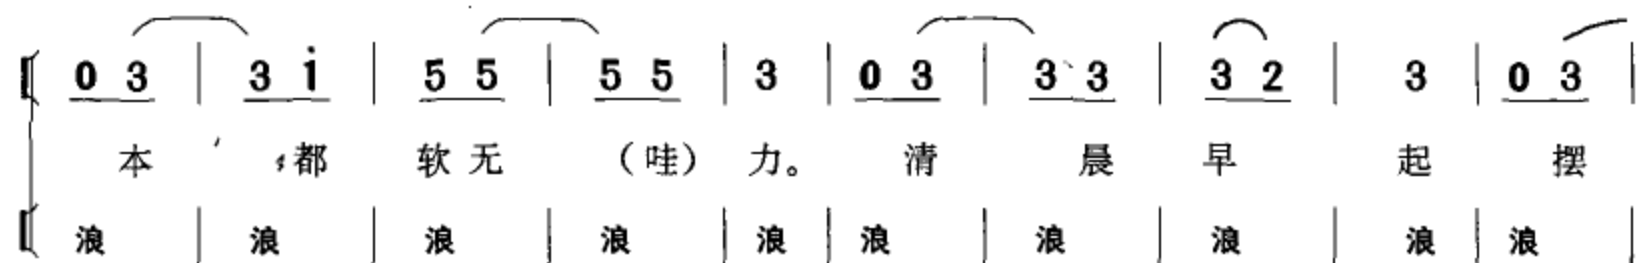 0 3 | 3 i | 5 5 | 5 5 | 3 | 0 3 | 3 3 | 3 2 | 3 | 0 3 |
本 都 软 无 （哇） 力。 清 晨 早 起 摆
浪 | 浪 | 浪 | 浪 | 浪 | 浪 | 浪 | 浪 | 浪 | 浪 |